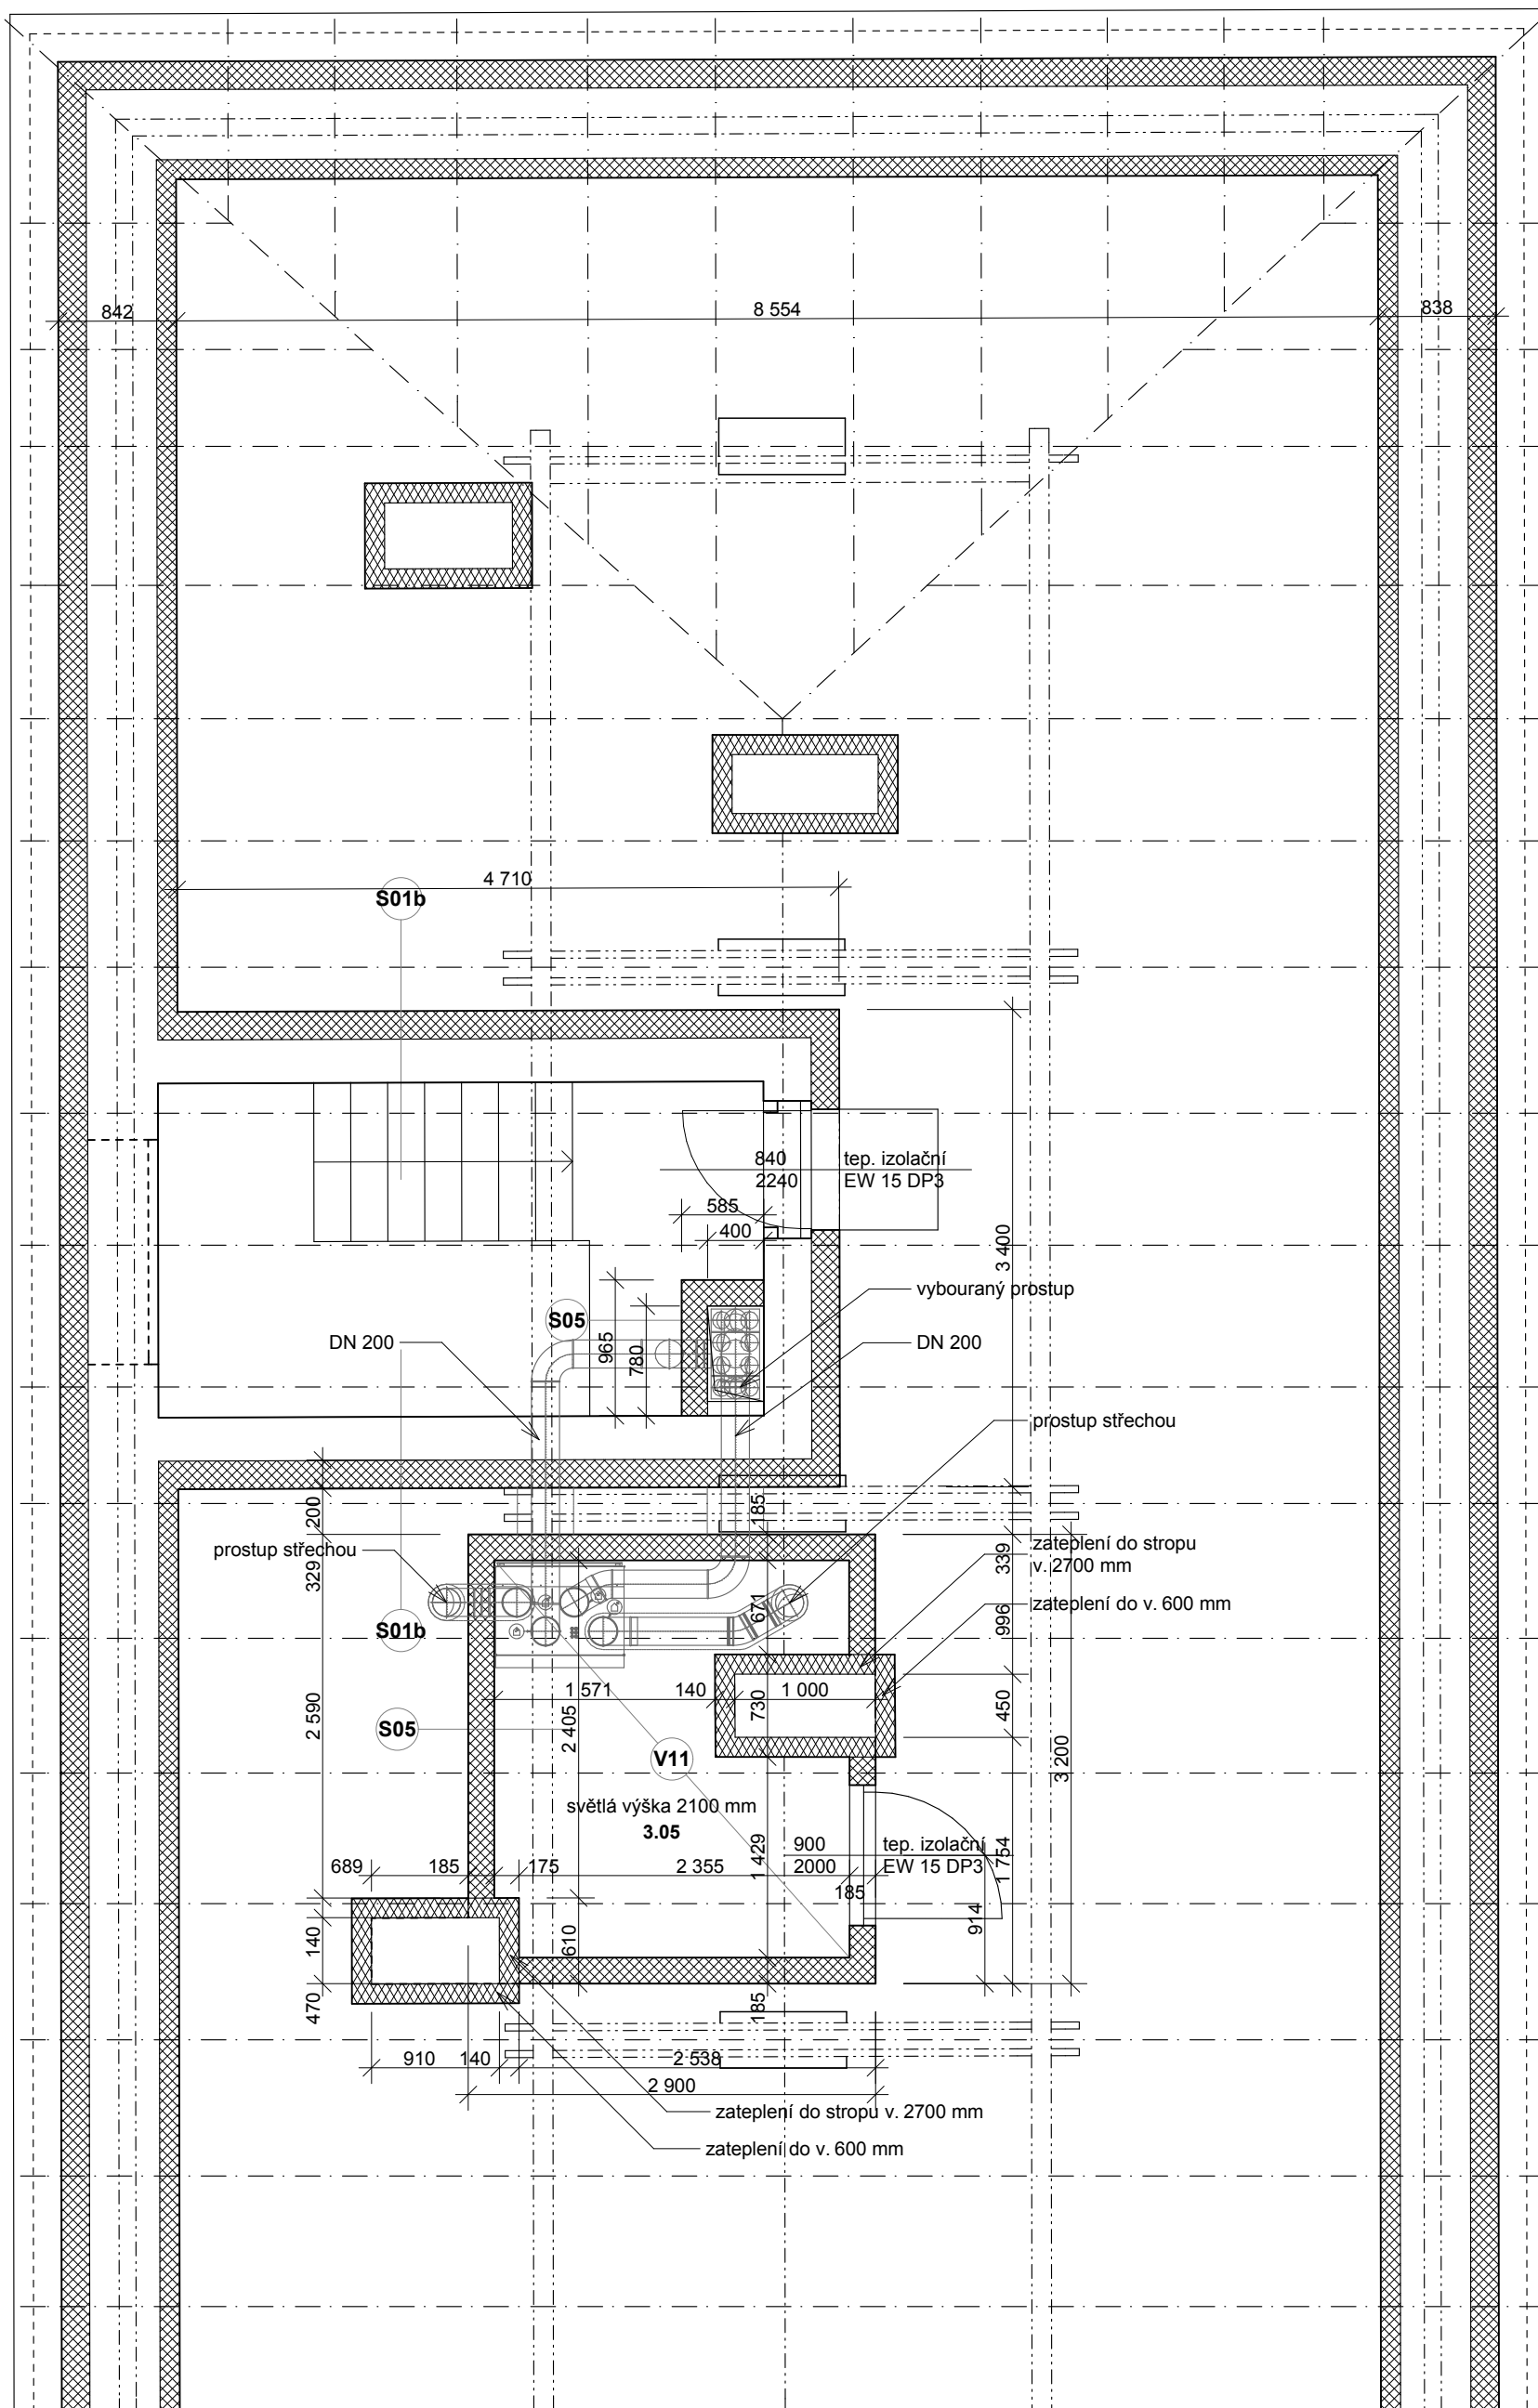 842
8 554
838
4 710
S01b
840
2240
tep. izolační
EW 15 DP3
585
400
3 400
vybouraný prostup
S05
DN 200
965
780
DN 200
prostup střechou
200
185
prostup střechou
329
339
zateplení do stropu
v. 2700 mm
671
996
zateplení do v. 600 mm
S01b
1 571
140
1 000
730
450
2 590
S05
2 405
V11
3 200
světlá výška 2100 mm
3.05
689
185
175
2 355
1 429
900
2000
tep. izolační
EW 15 DP3
1 754
185
914
140
610
470
185
910
140
2 538
2 900
zateplení do stropu v. 2700 mm
zateplení do v. 600 mm